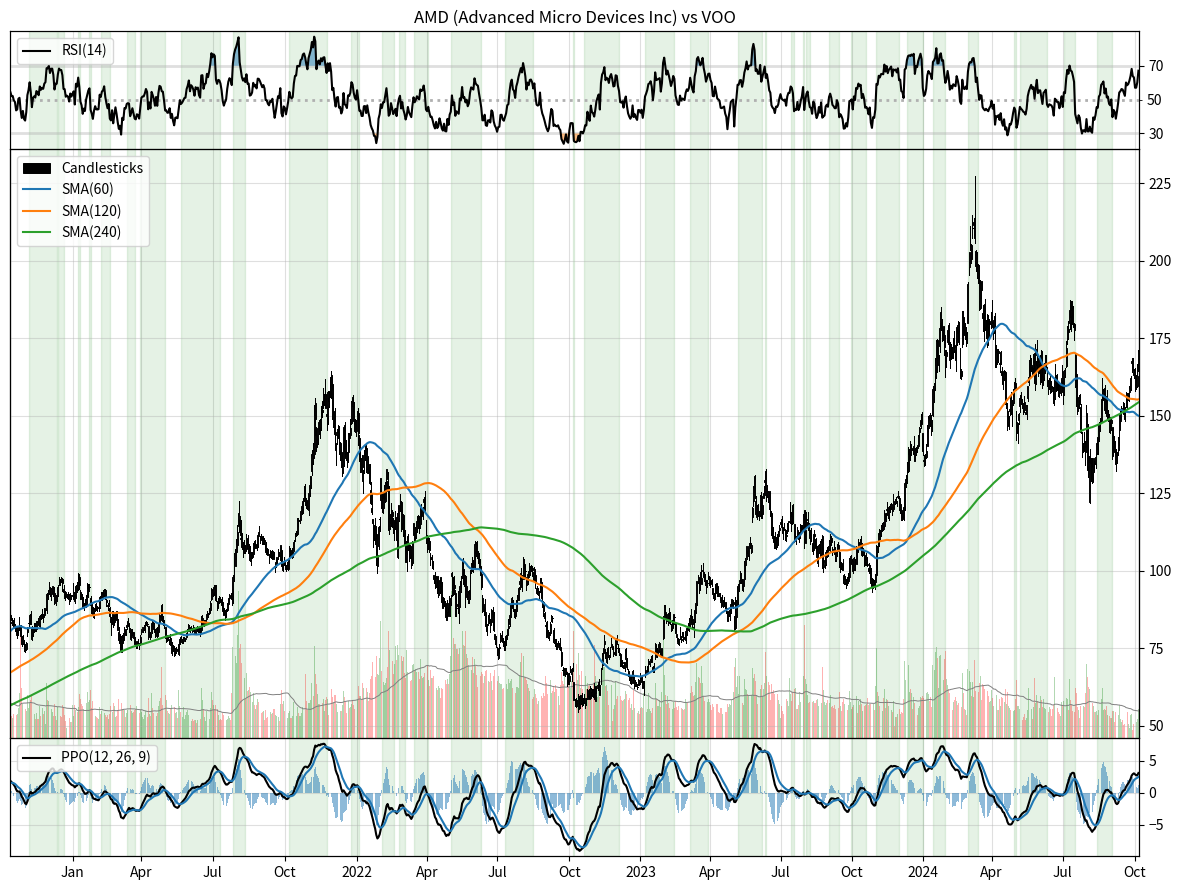 AMD (Advanced Micro Devices Inc) vs VOO
RSI(14)
70
50
30
Candlesticks
SMA(60)
SMA(120)
SMA(240)
225
200
175
150
125
100
75
50
PPO(12, 26, 9)
5
0
−5
Jan Apr Jul Oct 2022 Apr Jul Oct 2023 Apr Jul Oct 2024 Apr Jul Oct